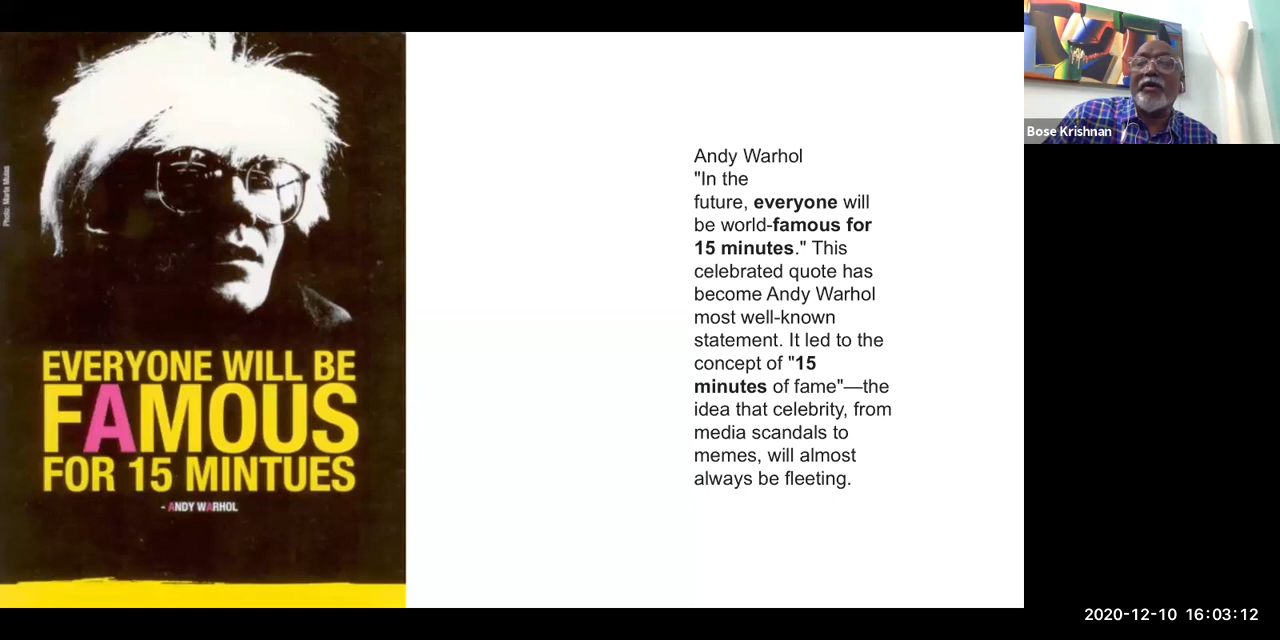 Photo: Marta Mulas
EVERYONE WILL BE
FAMOUS
FOR 15 MINTUES
- ANDY WARHOL
Andy Warhol
"In the
future, everyone will
be world-famous for
15 minutes." This
celebrated quote has
become Andy Warhol
most well-known
statement. It led to the
concept of "15
minutes of fame"—the
idea that celebrity, from
media scandals to
memes, will almost
always be fleeting.
Bose Krishnan
2020-12-10 16:03:12